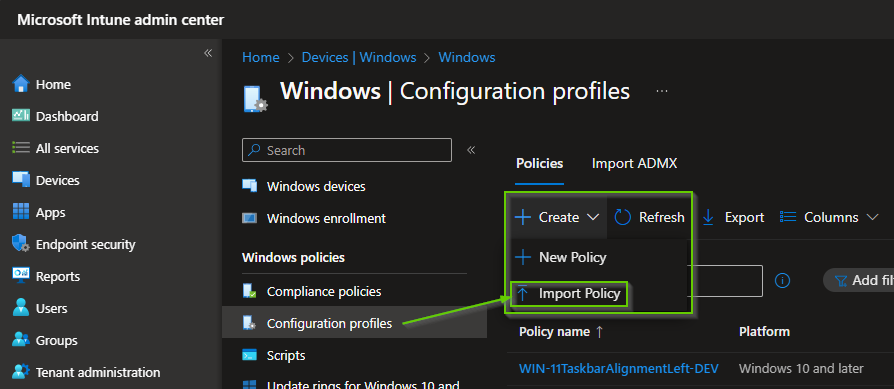 Microsoft Intune admin center
Home
Dashboard
All services
Devices
Apps
Endpoint security
Reports
Users
Groups
Tenant administration
Home > Devices | Windows > Windows
Windows | Configuration profiles ...
Search
Windows devices
Windows enrollment
Windows policies
Compliance policies
Configuration profiles
Scripts
Update rings for Windows 10 and
Policies Import ADMX
Create Refresh Export Columns
New Policy
Import Policy
Add fil
Policy name ↑ Platform
WIN-11TaskbarAlignmentLeft-DEV Windows 10 and later